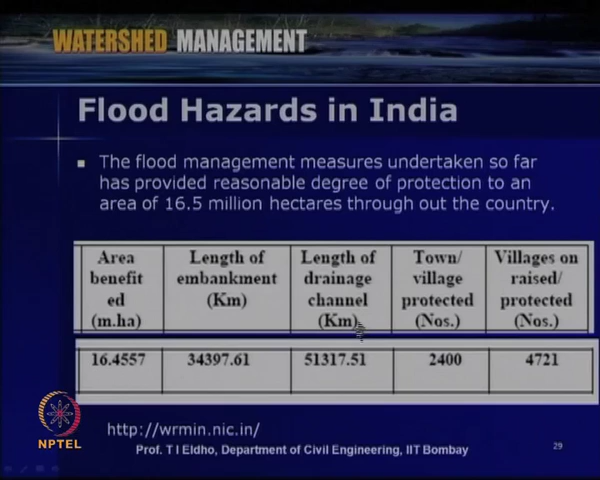 WATERSHED MANAGEMENT
Flood Hazards in India
The flood management measures undertaken so far
has provided reasonable degree of protection to an
area of 16.5 million hectares through out the country.
Area benefit ed (m.ha) Length of embankment (Km) Length of drainage channel (Km) Town/ village protected (Nos.) Villages on raised/ protected (Nos.)
16.4557 34397.61 51317.51 2400 4721
http://wrmin.nic.in/
NPTEL
Prof. T I Eldho, Department of Civil Engineering, IIT Bombay
29